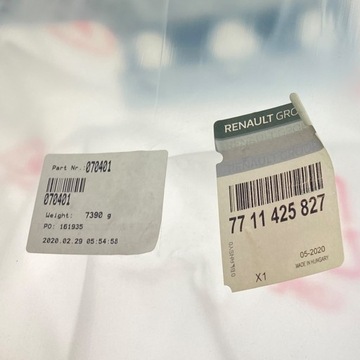 Part Nr.: 070401
070401
Weight: 7390 g
PO: 161935
2020.02.29 05:54:58
RENAULT GRO
77 11 425 827
05-2020
MADE IN HUNGARY
X1